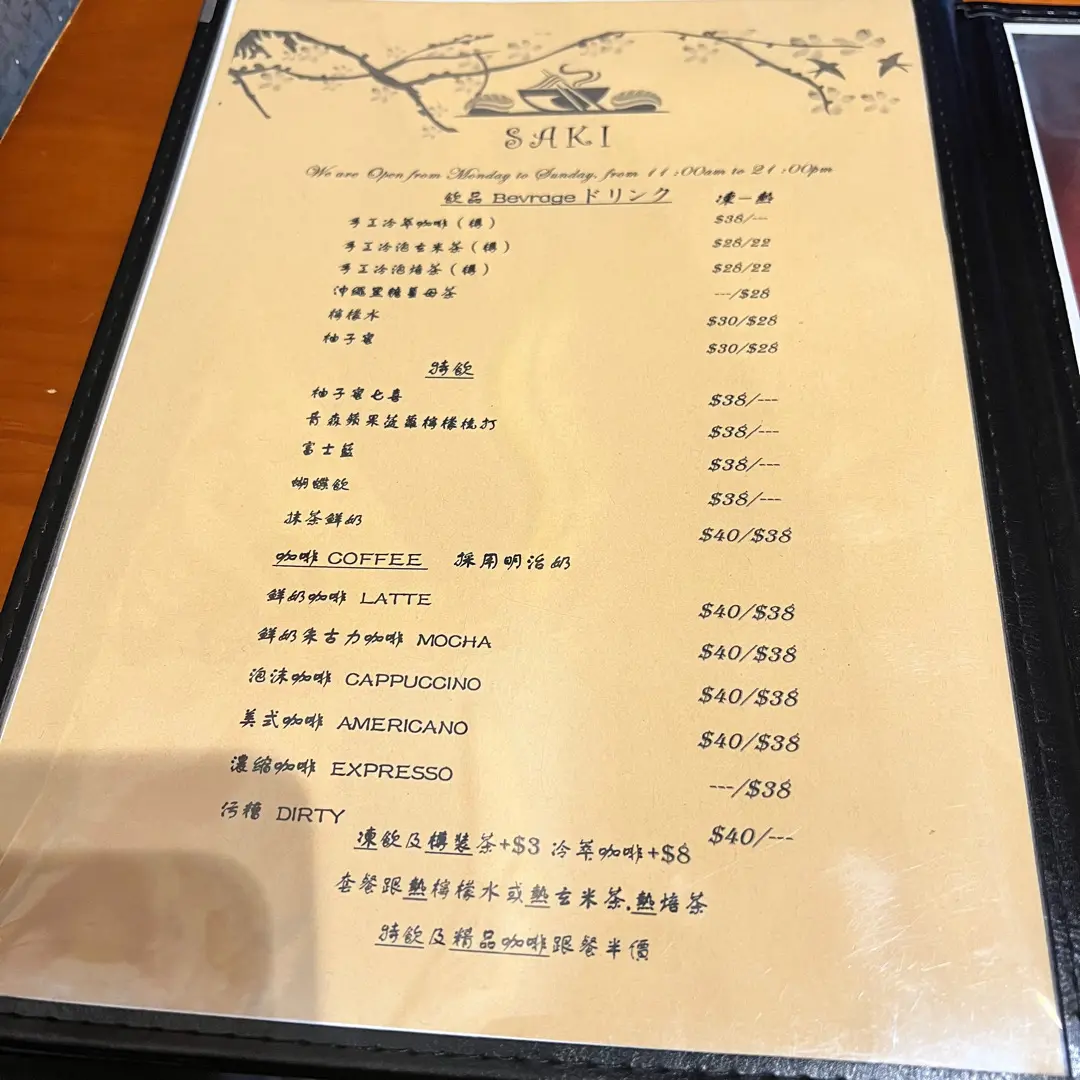 SAKI
We are Open from Monday to Sunday, from 11:00am to 21:00pm
飲品 Bevrage ドリンク 凍－熱
手工冷萃咖啡（樽） $38/---
手工冷泡玄米茶（樽） $28/22
手工冷泡焙茶（樽） $28/22
沖繩黑糖薑母茶 ---/$28
檸檬水 $30/$28
柚子蜜 $30/$28
特飲
柚子蜜七喜 $38/---
青森蘋果菠蘿檸檬梳打 $38/---
富士藍 $38/---
蝴蝶飲 $38/---
抹茶鮮奶 $40/$38
咖啡 COFFEE 採用明治奶
鮮奶咖啡 LATTE $40/$38
鮮奶朱古力咖啡 MOCHA $40/$38
泡沫咖啡 CAPPUCCINO $40/$38
美式咖啡 AMERICANO $40/$38
濃縮咖啡 EXPRESSO ---/$38
污糟 DIRTY $40/---
凍飲及樽裝茶+$3 冷萃咖啡+$8
套餐跟熱檸檬水或熱玄米茶,熱焙茶
特飲及精品咖啡跟餐半價